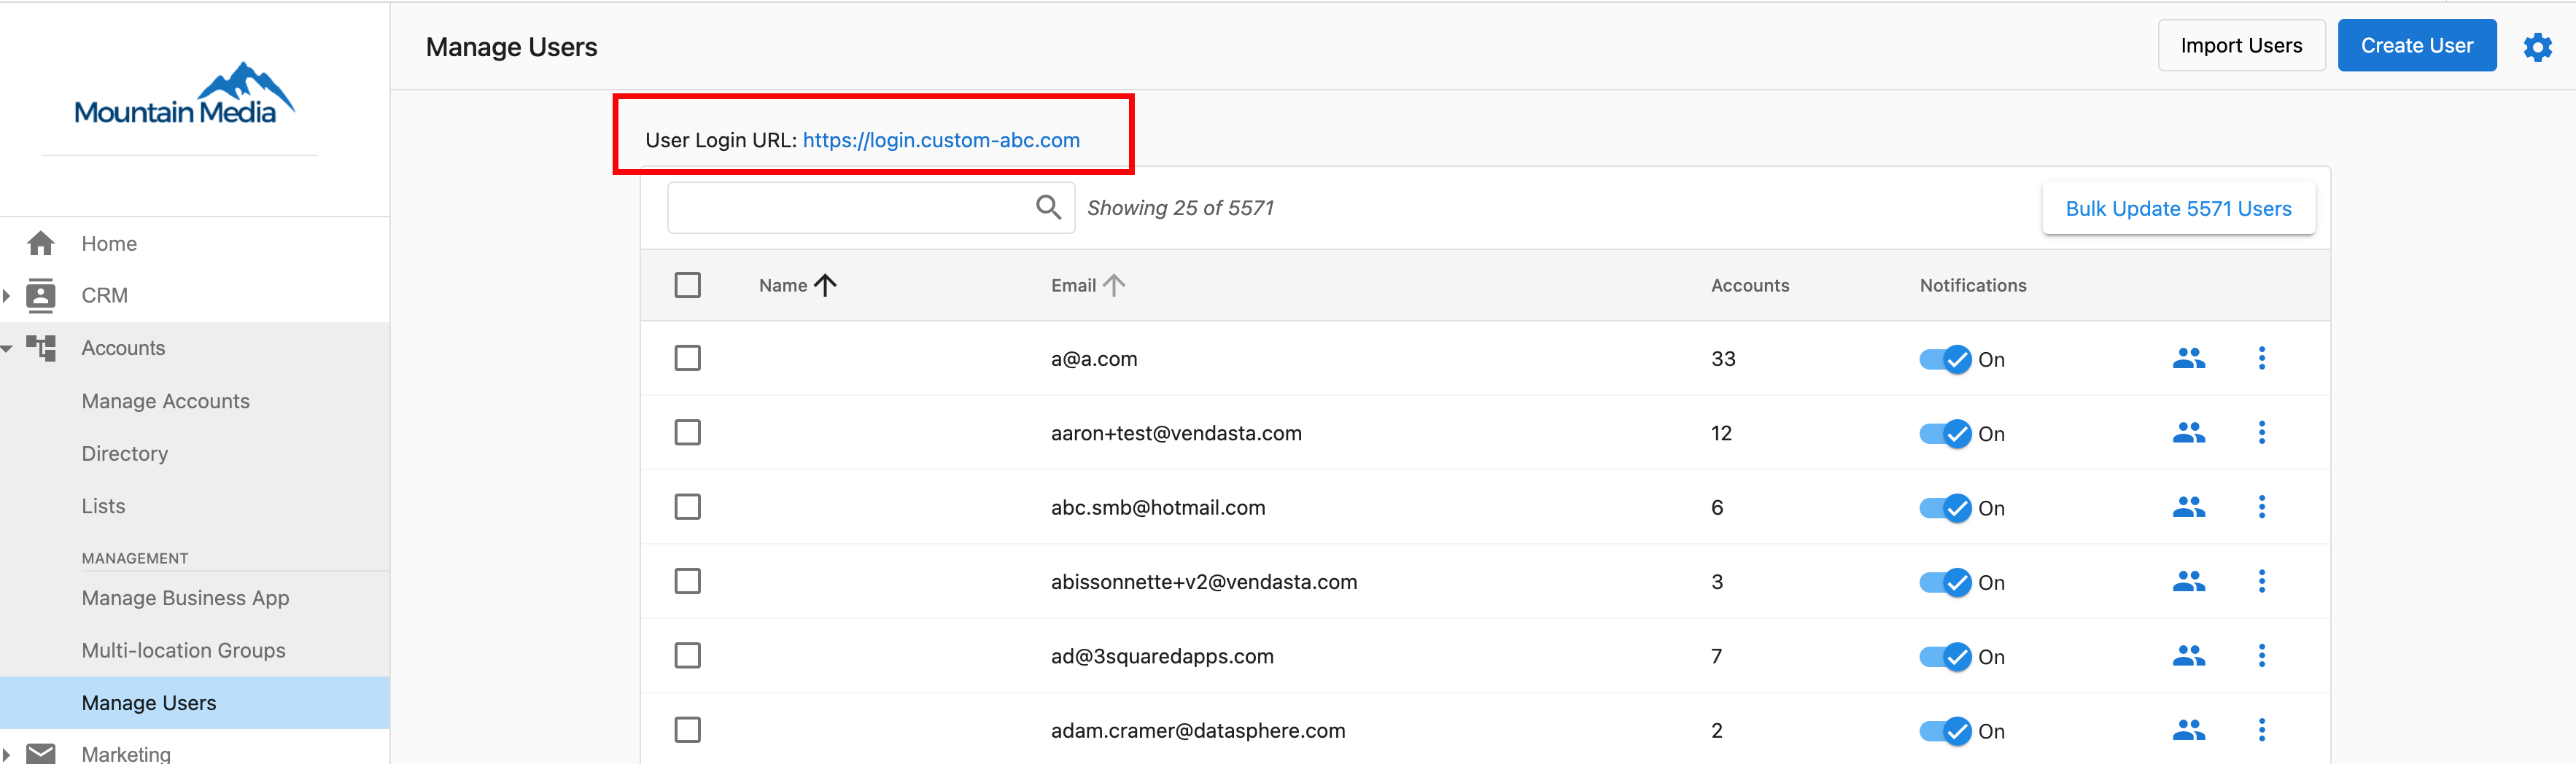 Mountain Media
Home
CRM
Accounts
Manage Accounts
Directory
Lists
MANAGEMENT
Manage Business App
Multi-location Groups
Manage Users
Marketing
Manage Users
Import Users
Create User
User Login URL: https://login.custom-abc.com
Showing 25 of 5571
Bulk Update 5571 Users
Name Email Accounts Notifications
a@a.com 33 On
aaron+test@vendasta.com 12 On
abc.smb@hotmail.com 6 On
abissonnette+v2@vendasta.com 3 On
ad@3squaredapps.com 7 On
adam.cramer@datasphere.com 2 On